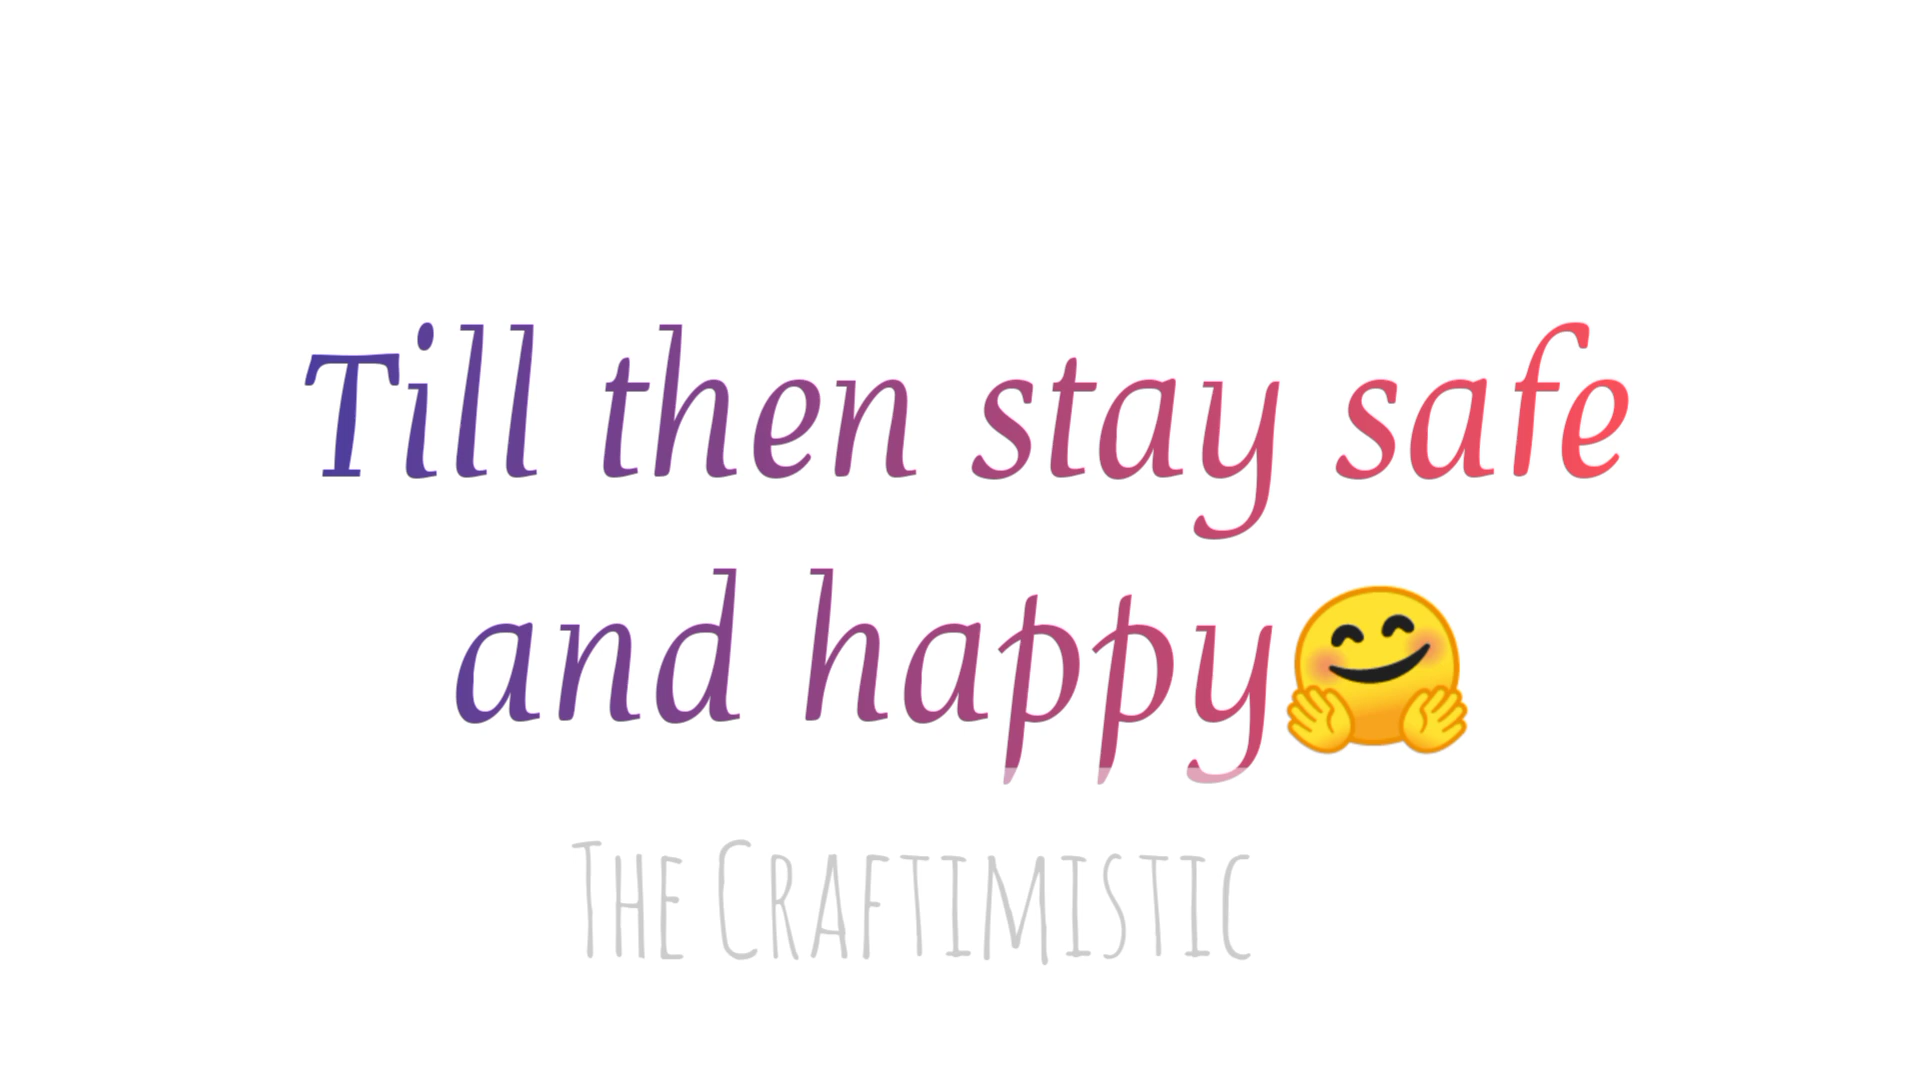 Till then stay safe
and happy🤗
The Craftimistic